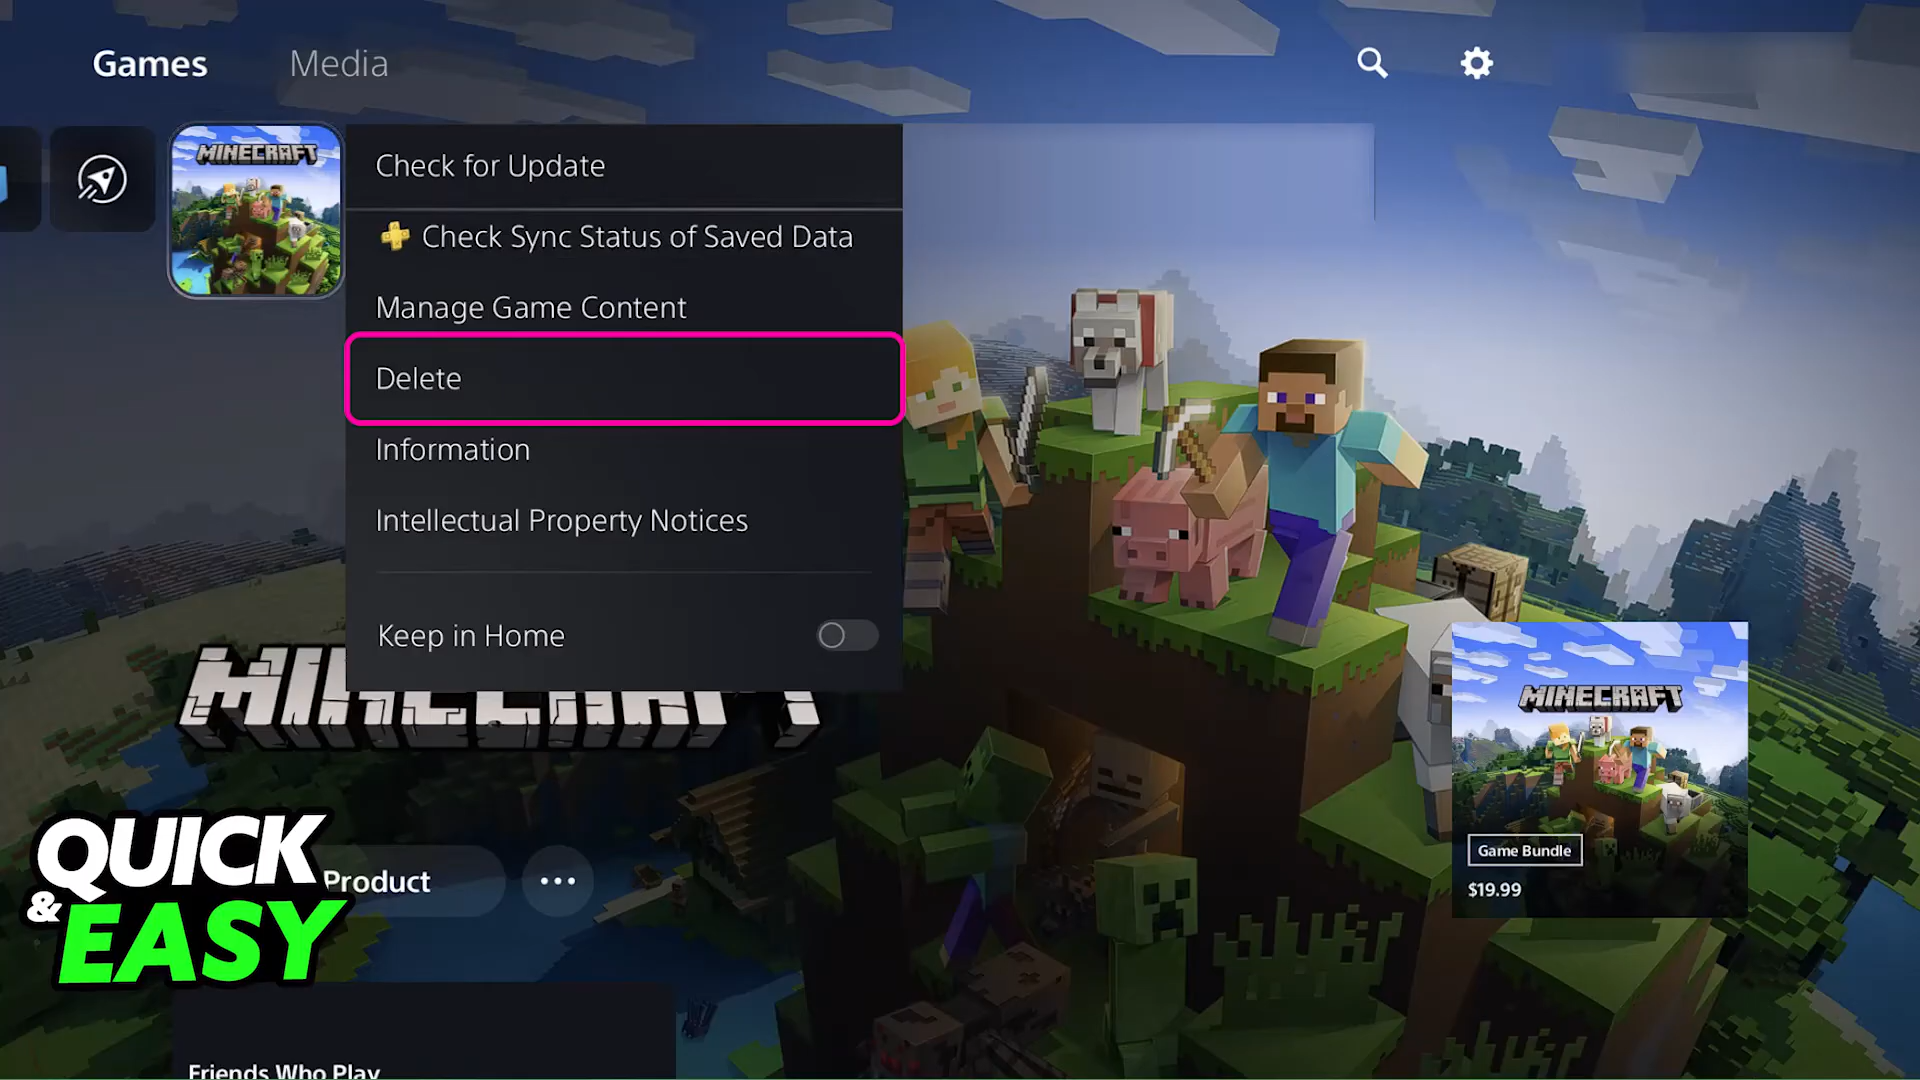 Games
Media
MINECRAFT
Check for Update
Check Sync Status of Saved Data
Manage Game Content
Delete
Information
Intellectual Property Notices
Keep in Home
MINECRAFT
MINECRAFT
Game Bundle
$19.99
Product
QUICK
& EASY
Friends Who Play